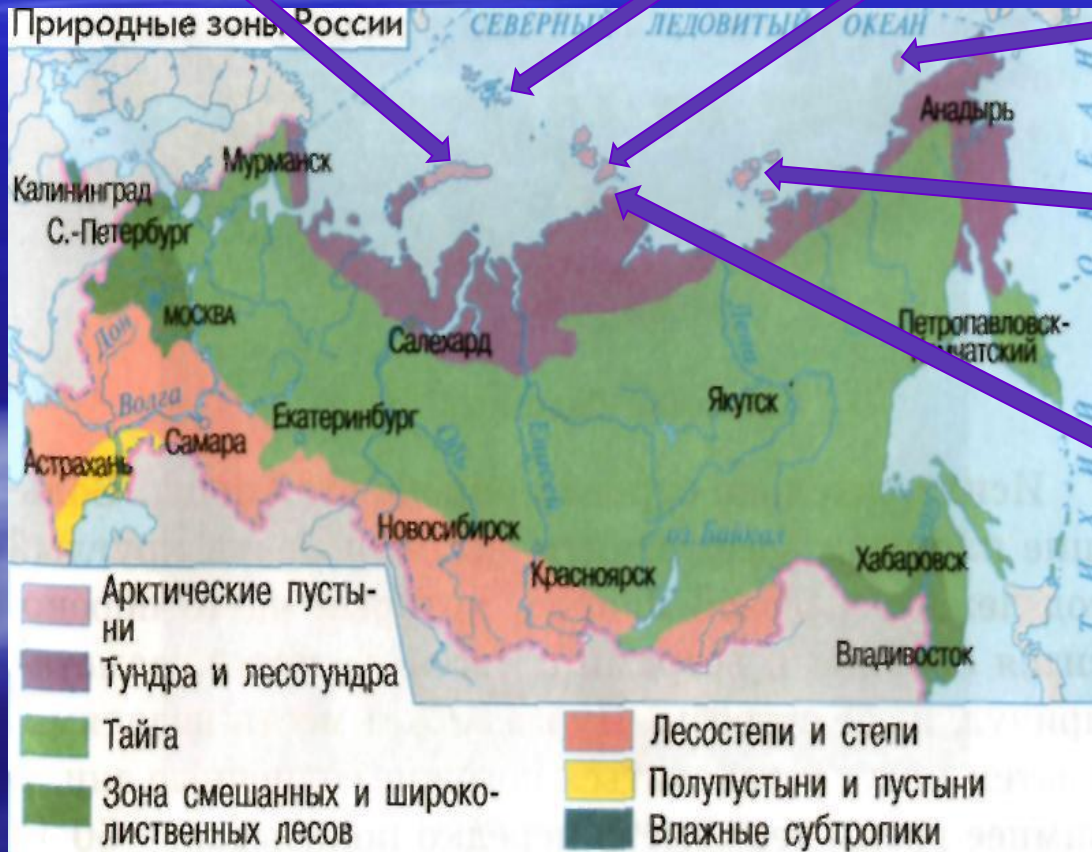 Природные зоны России
СЕВЕРНЫЙ ЛЕДОВИТЫЙ ОКЕАН
Анадырь
Мурманск
Калининград
С.-Петербург
МОСКВА
Дон
Салехард
Лена
Петропавловск-
Камчатский
Якутск
Волга
Екатеринбург
Самара
Обь
Енисей
Астрахань
Новосибирск
оз. Байкал
Красноярск
Хабаровск
Владивосток
Арктические пусты-
ни
Тундра и лесотундра
Тайга
Зона смешанных и широко-
лиственных лесов
Лесостепи и степи
Полупустыни и пустыни
Влажные субтропики